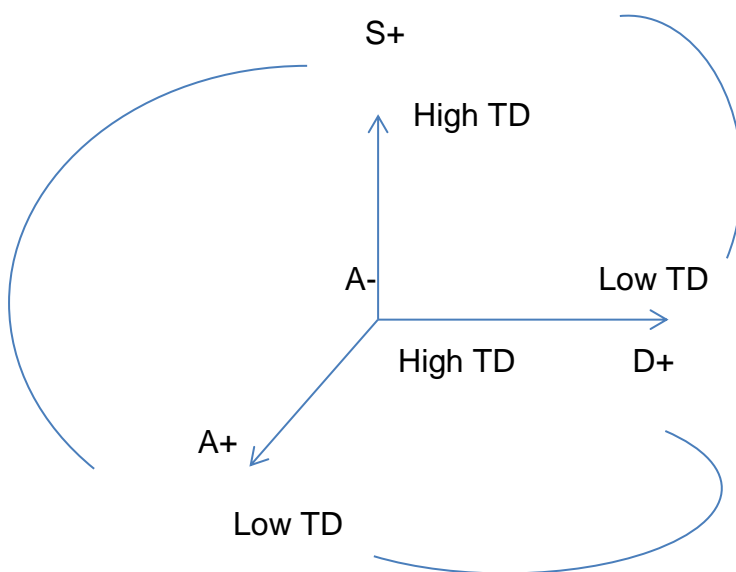 S+
High TD
A-
Low TD
High TD
D+
A+
Low TD